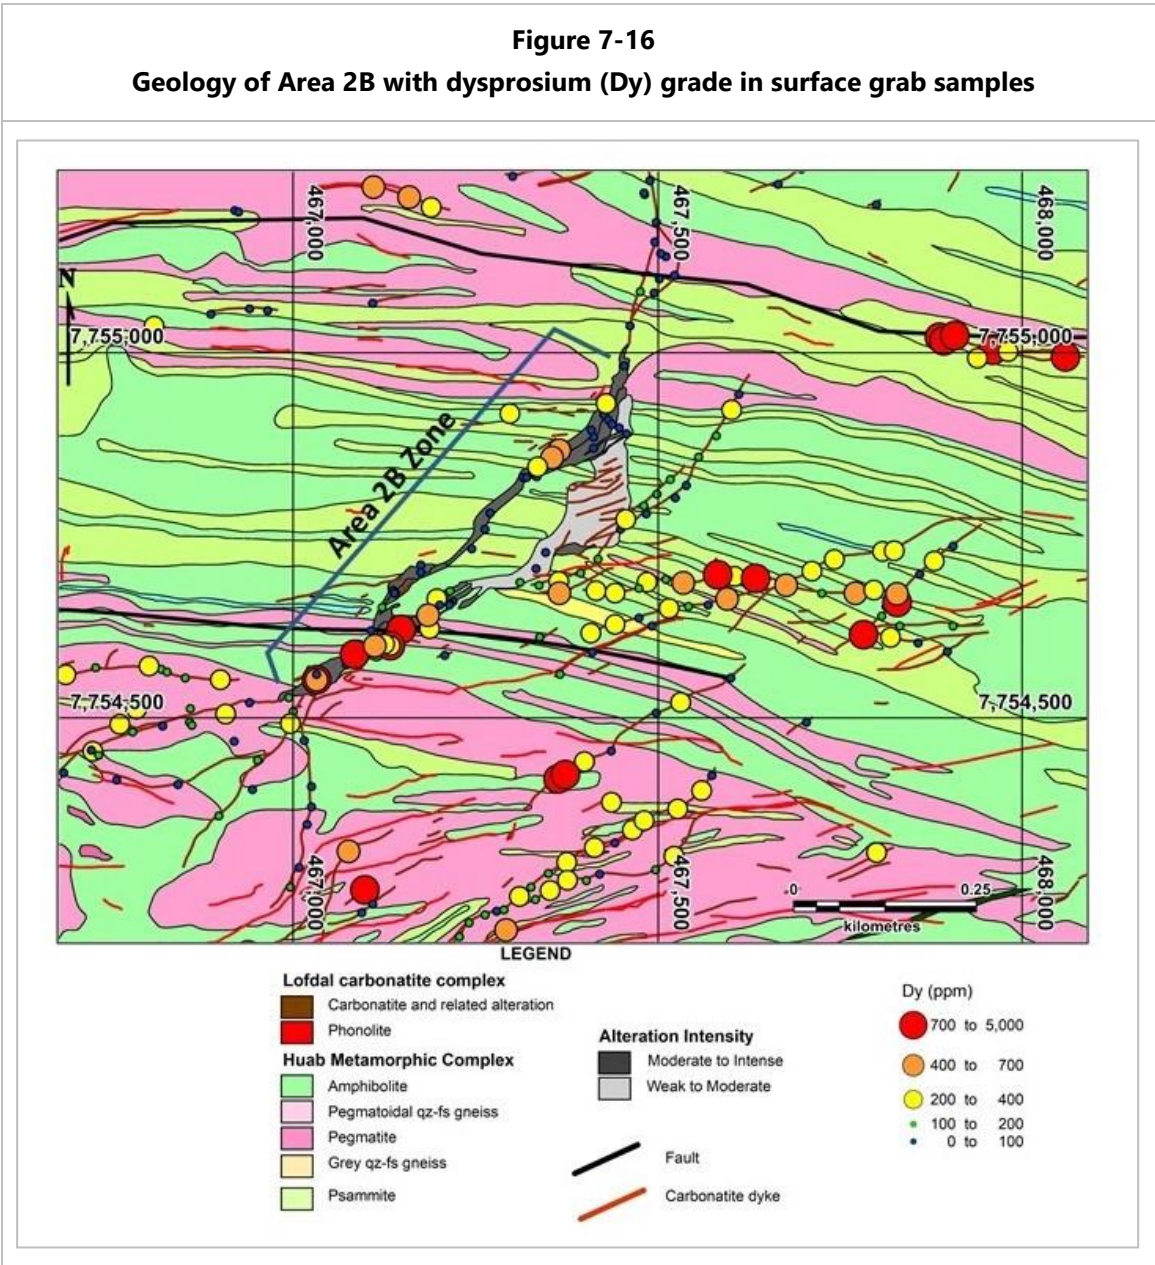 Figure 7-16
Geology of Area 2B with dysprosium (Dy) grade in surface grab samples
467,000
467,500
468,000
N
7,755,000
7,755,000
Area 2B Zone
7,754,500
7,754,500
467,000
467,500
468,000
0
0.25
kilometres
LEGEND
Lofdal carbonatite complex
Carbonatite and related alteration
Phonolite
Huab Metamorphic Complex
Amphibolite
Pegmatoidal qz-fs gneiss
Pegmatite
Grey qz-fs gneiss
Psammite
Alteration Intensity
Moderate to Intense
Weak to Moderate
Fault
Carbonatite dyke
Dy (ppm)
700 to 5,000
400 to 700
200 to 400
100 to 200
0 to 100